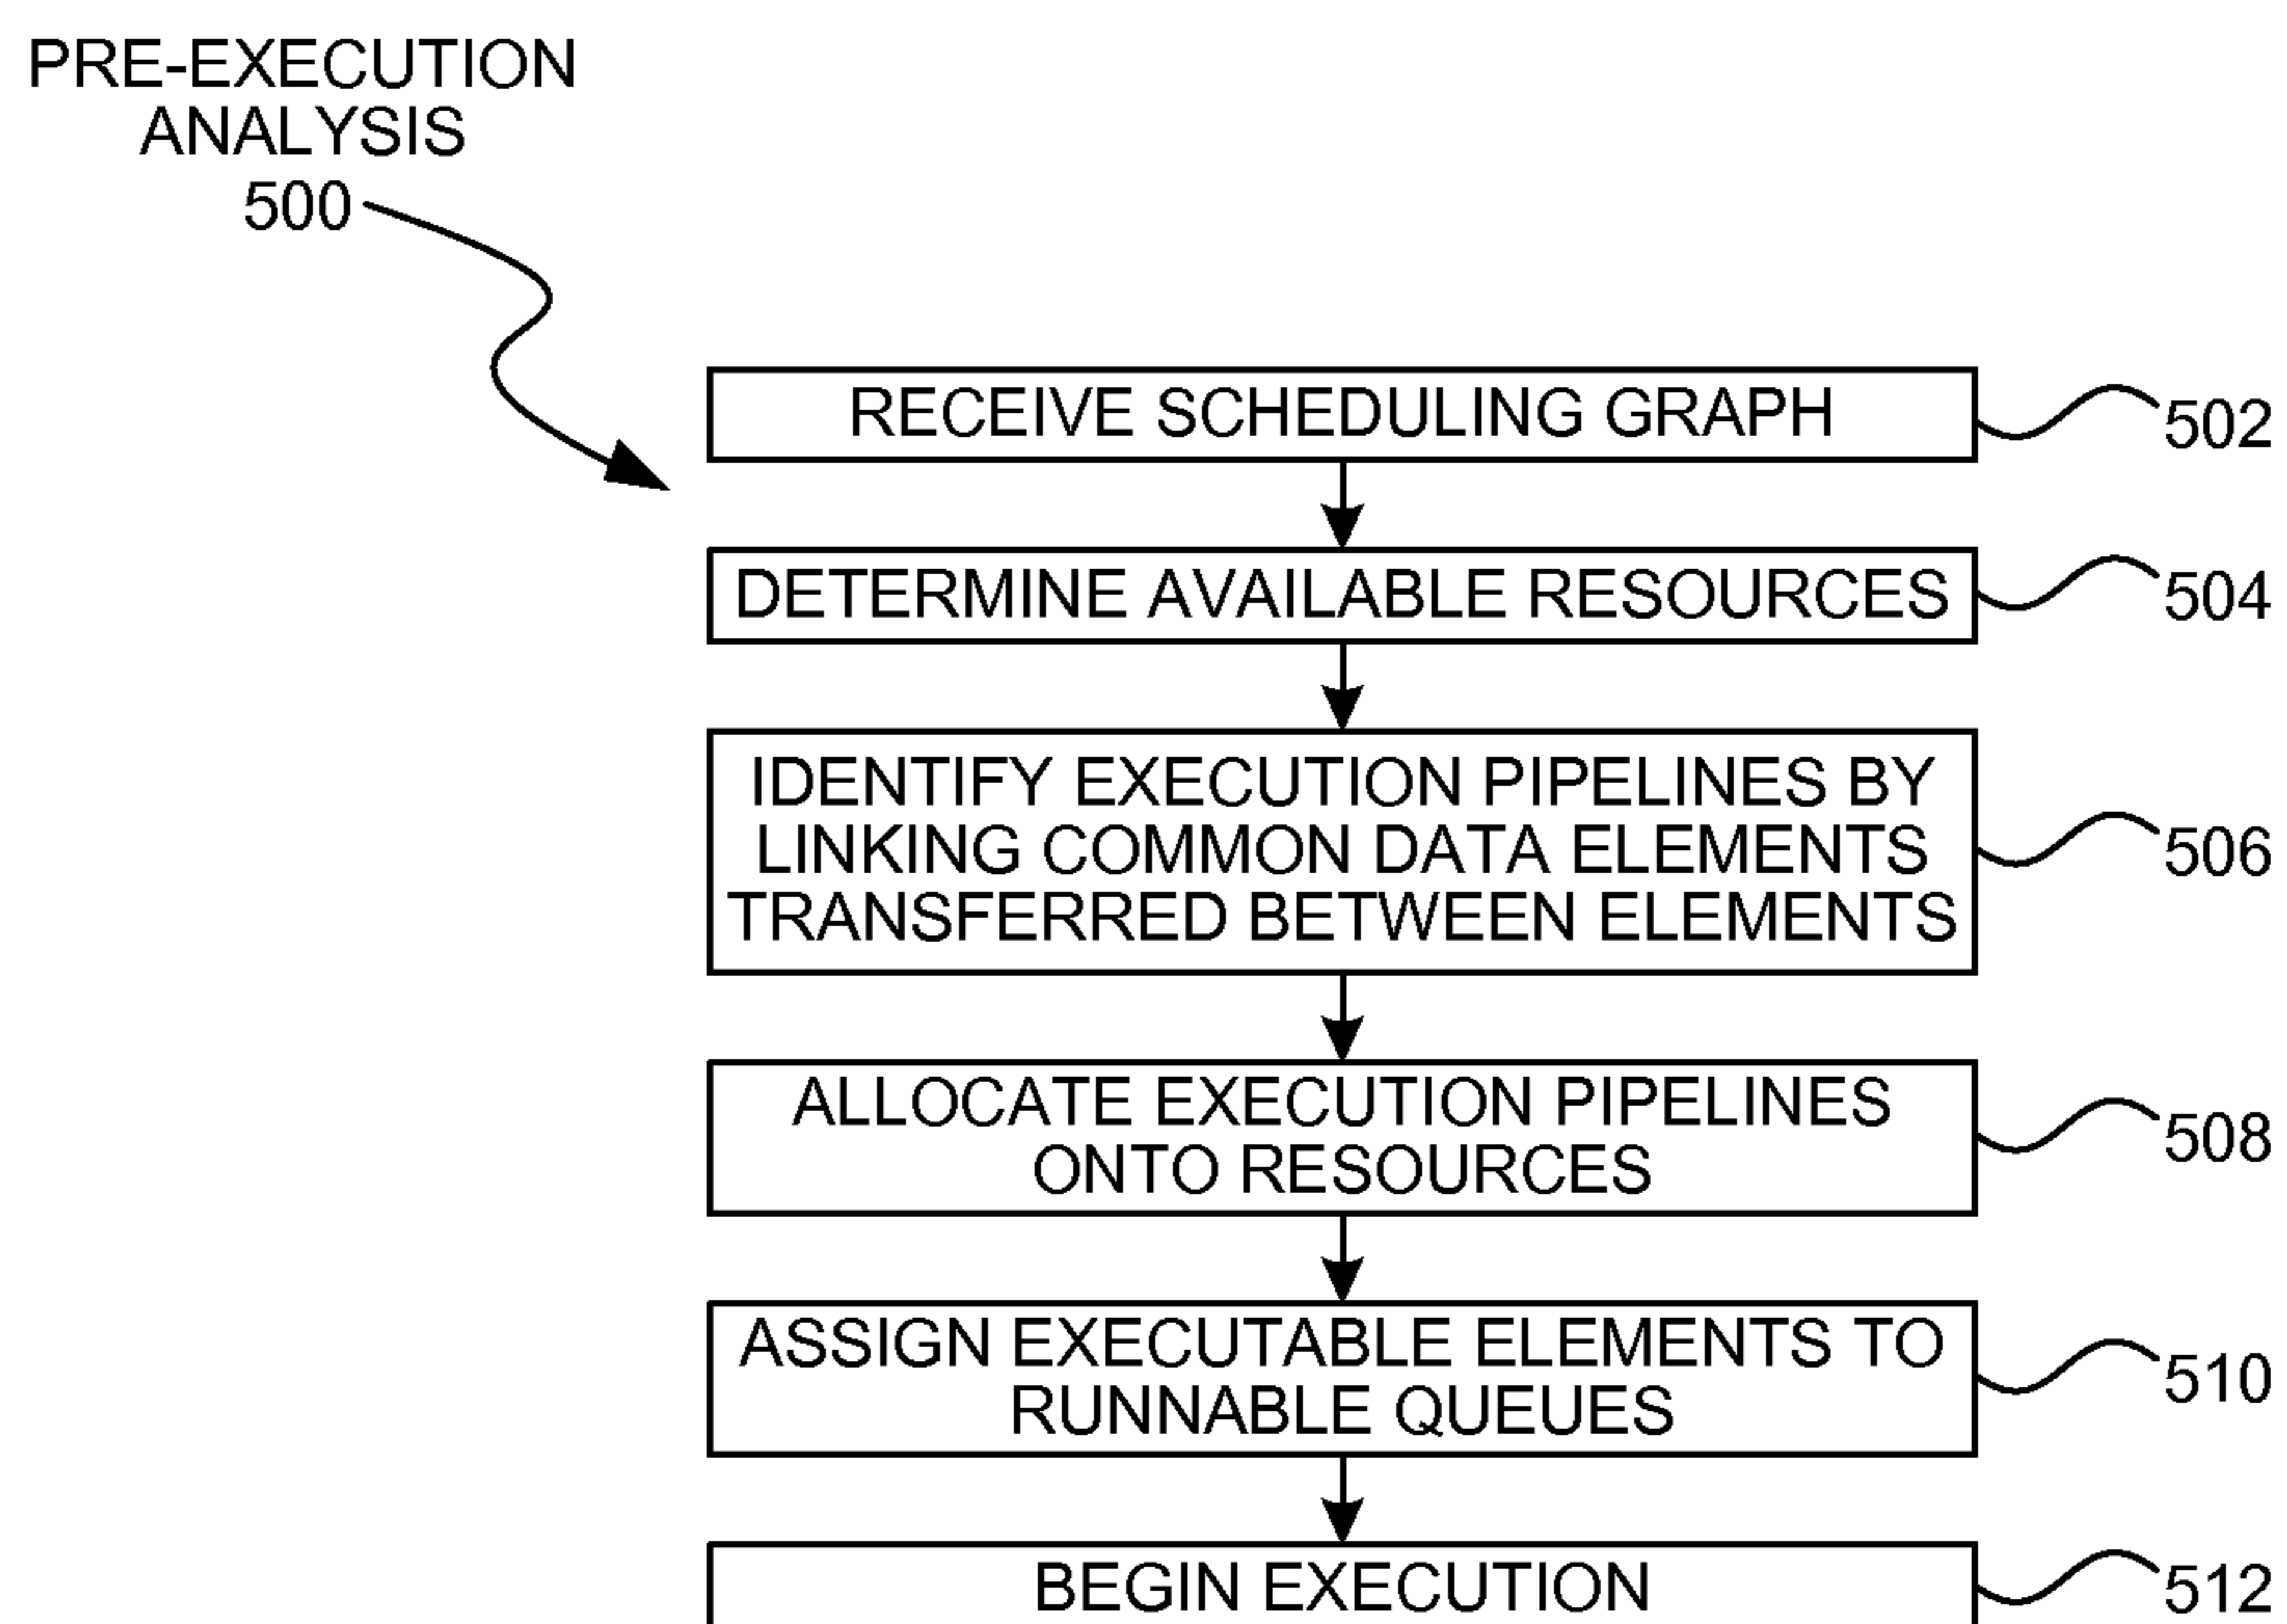 PRE-EXECUTION
ANALYSIS
500
RECEIVE SCHEDULING GRAPH
502
DETERMINE AVAILABLE RESOURCES
504
IDENTIFY EXECUTION PIPELINES BY
LINKING COMMON DATA ELEMENTS
TRANSFERRED BETWEEN ELEMENTS
506
ALLOCATE EXECUTION PIPELINES
ONTO RESOURCES
508
ASSIGN EXECUTABLE ELEMENTS TO
RUNNABLE QUEUES
510
BEGIN EXECUTION
512